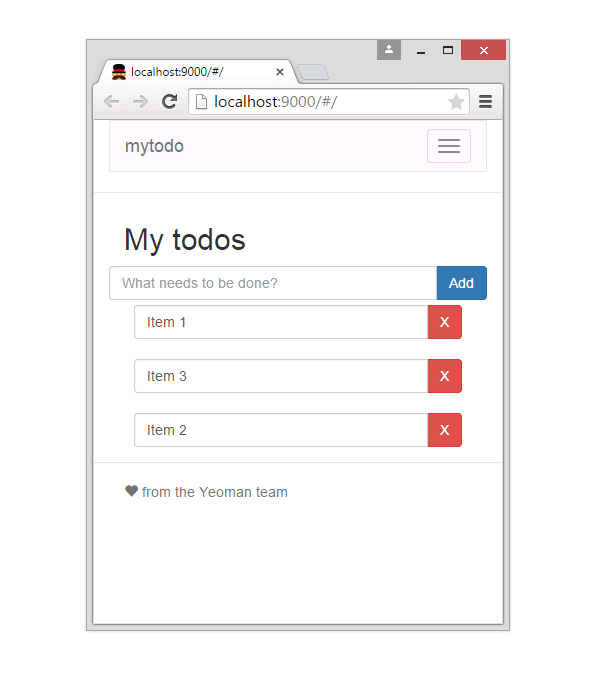 localhost:9000/#/
localhost:9000/#/
mytodo
My todos
What needs to be done?
Add
Item 1
X
Item 3
X
Item 2
X
from the Yeoman team